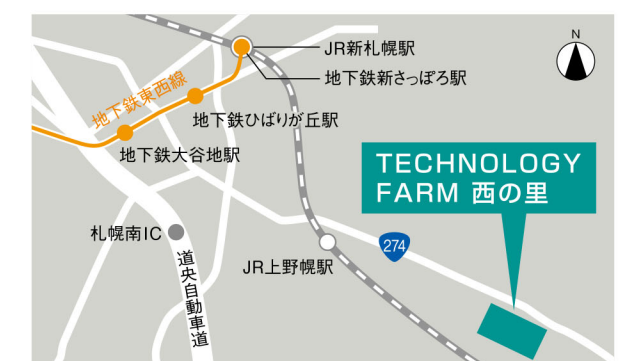 JR新札幌駅
N
地下鉄新さっぽろ駅
地下鉄東西線
地下鉄ひばりが丘駅
地下鉄大谷地駅
TECHNOLOGY
FARM 西の里
札幌南IC
274
JR上野幌駅
道央自動車道